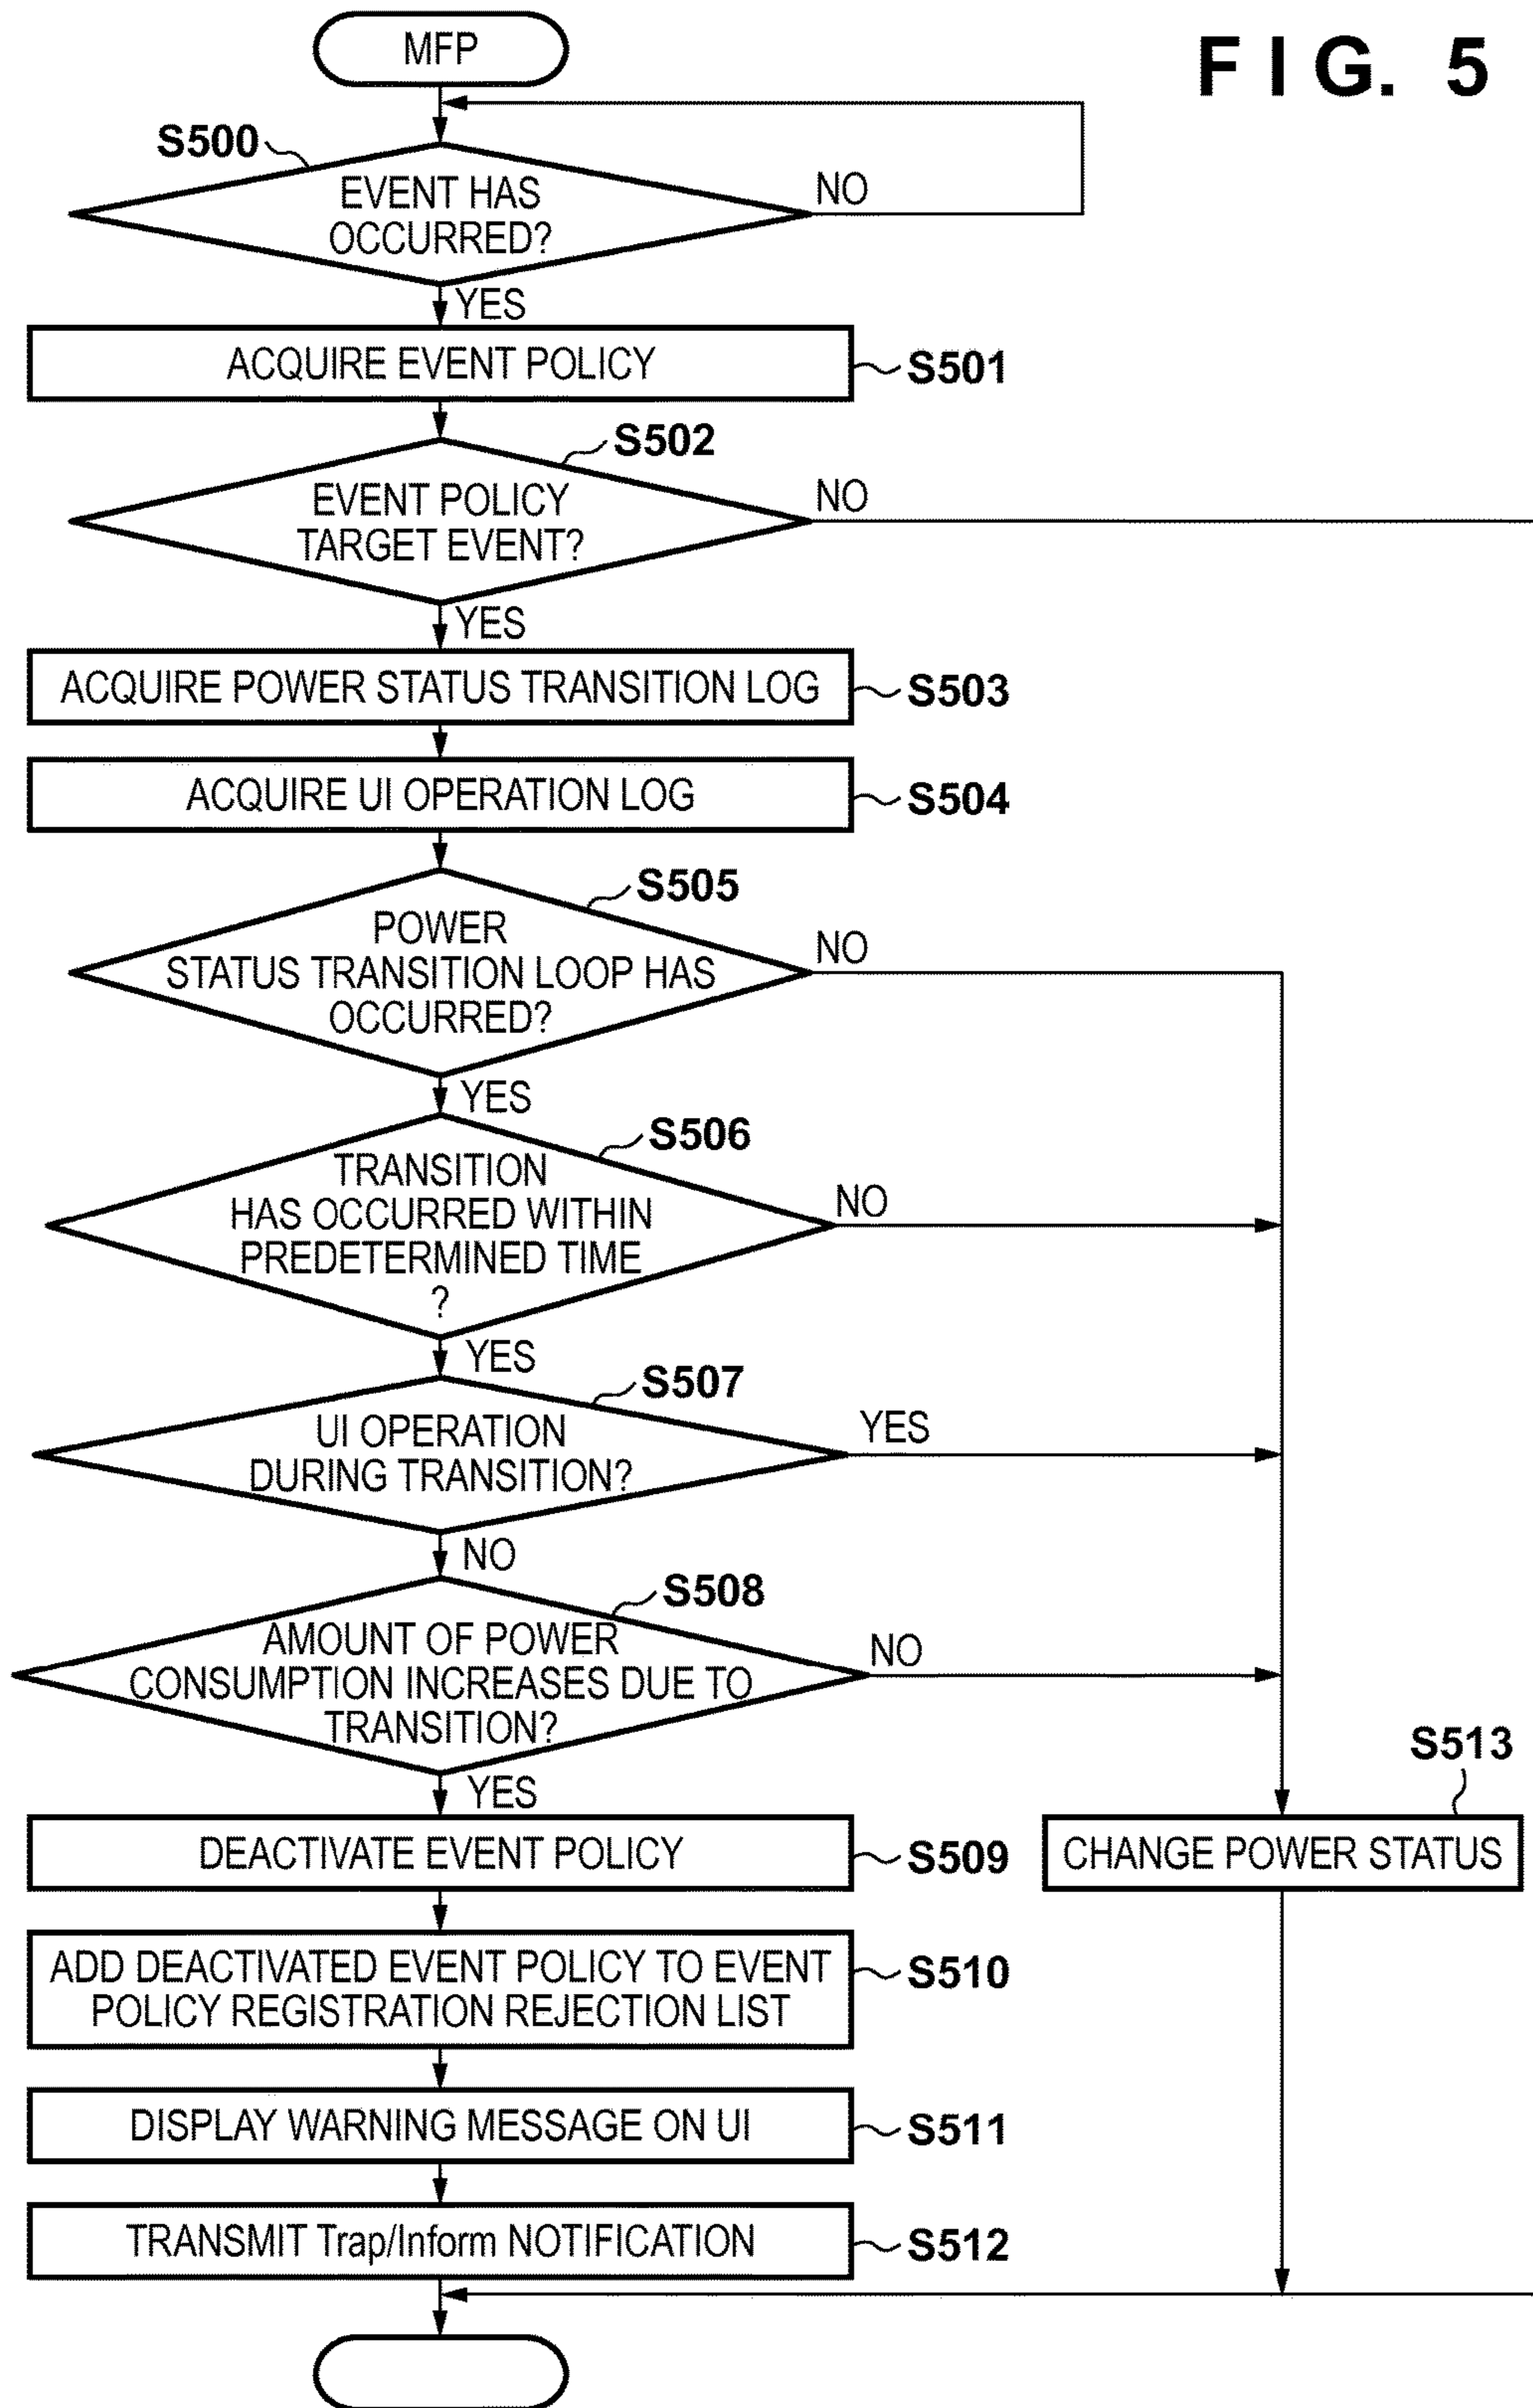 FIG. 5
MFP
S500
EVENT HAS
OCCURRED?
NO
YES
ACQUIRE EVENT POLICY
S501
S502
EVENT POLICY
TARGET EVENT?
NO
YES
ACQUIRE POWER STATUS TRANSITION LOG
S503
ACQUIRE UI OPERATION LOG
S504
S505
POWER
STATUS TRANSITION LOOP HAS
OCCURRED?
NO
YES
S506
TRANSITION
HAS OCCURRED WITHIN
PREDETERMINED TIME
?
NO
YES
S507
UI OPERATION
DURING TRANSITION?
YES
NO
S508
AMOUNT OF POWER
CONSUMPTION INCREASES DUE TO
TRANSITION?
NO
YES
S513
CHANGE POWER STATUS
DEACTIVATE EVENT POLICY
S509
ADD DEACTIVATED EVENT POLICY TO EVENT
POLICY REGISTRATION REJECTION LIST
S510
DISPLAY WARNING MESSAGE ON UI
S511
TRANSMIT Trap/Inform NOTIFICATION
S512